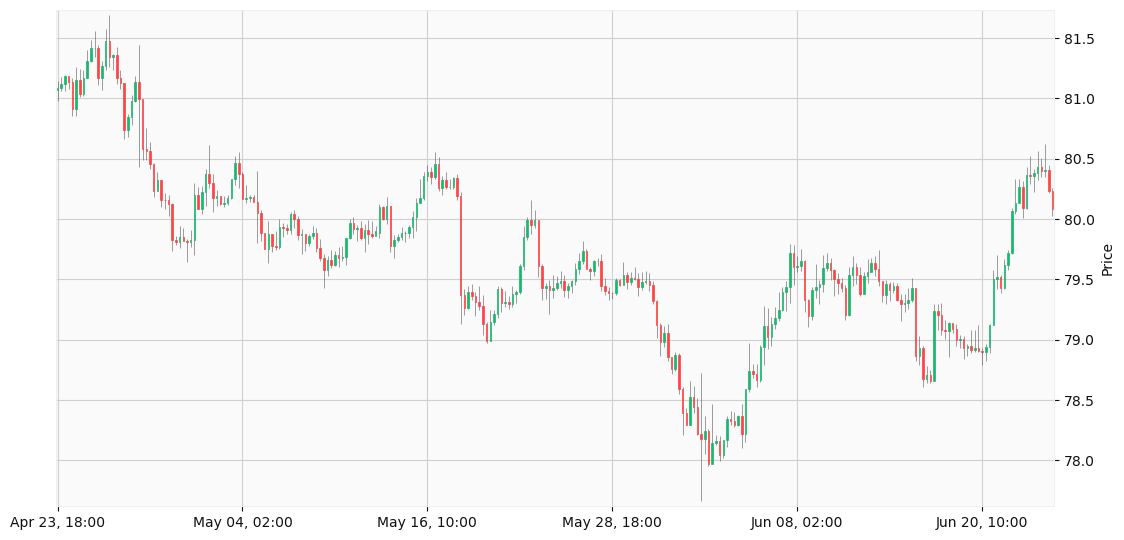 81.5
81.0
80.5
80.0
79.5
79.0
78.5
78.0
Price
Apr 23, 18:00
May 04, 02:00
May 16, 10:00
May 28, 18:00
Jun 08, 02:00
Jun 20, 10:00